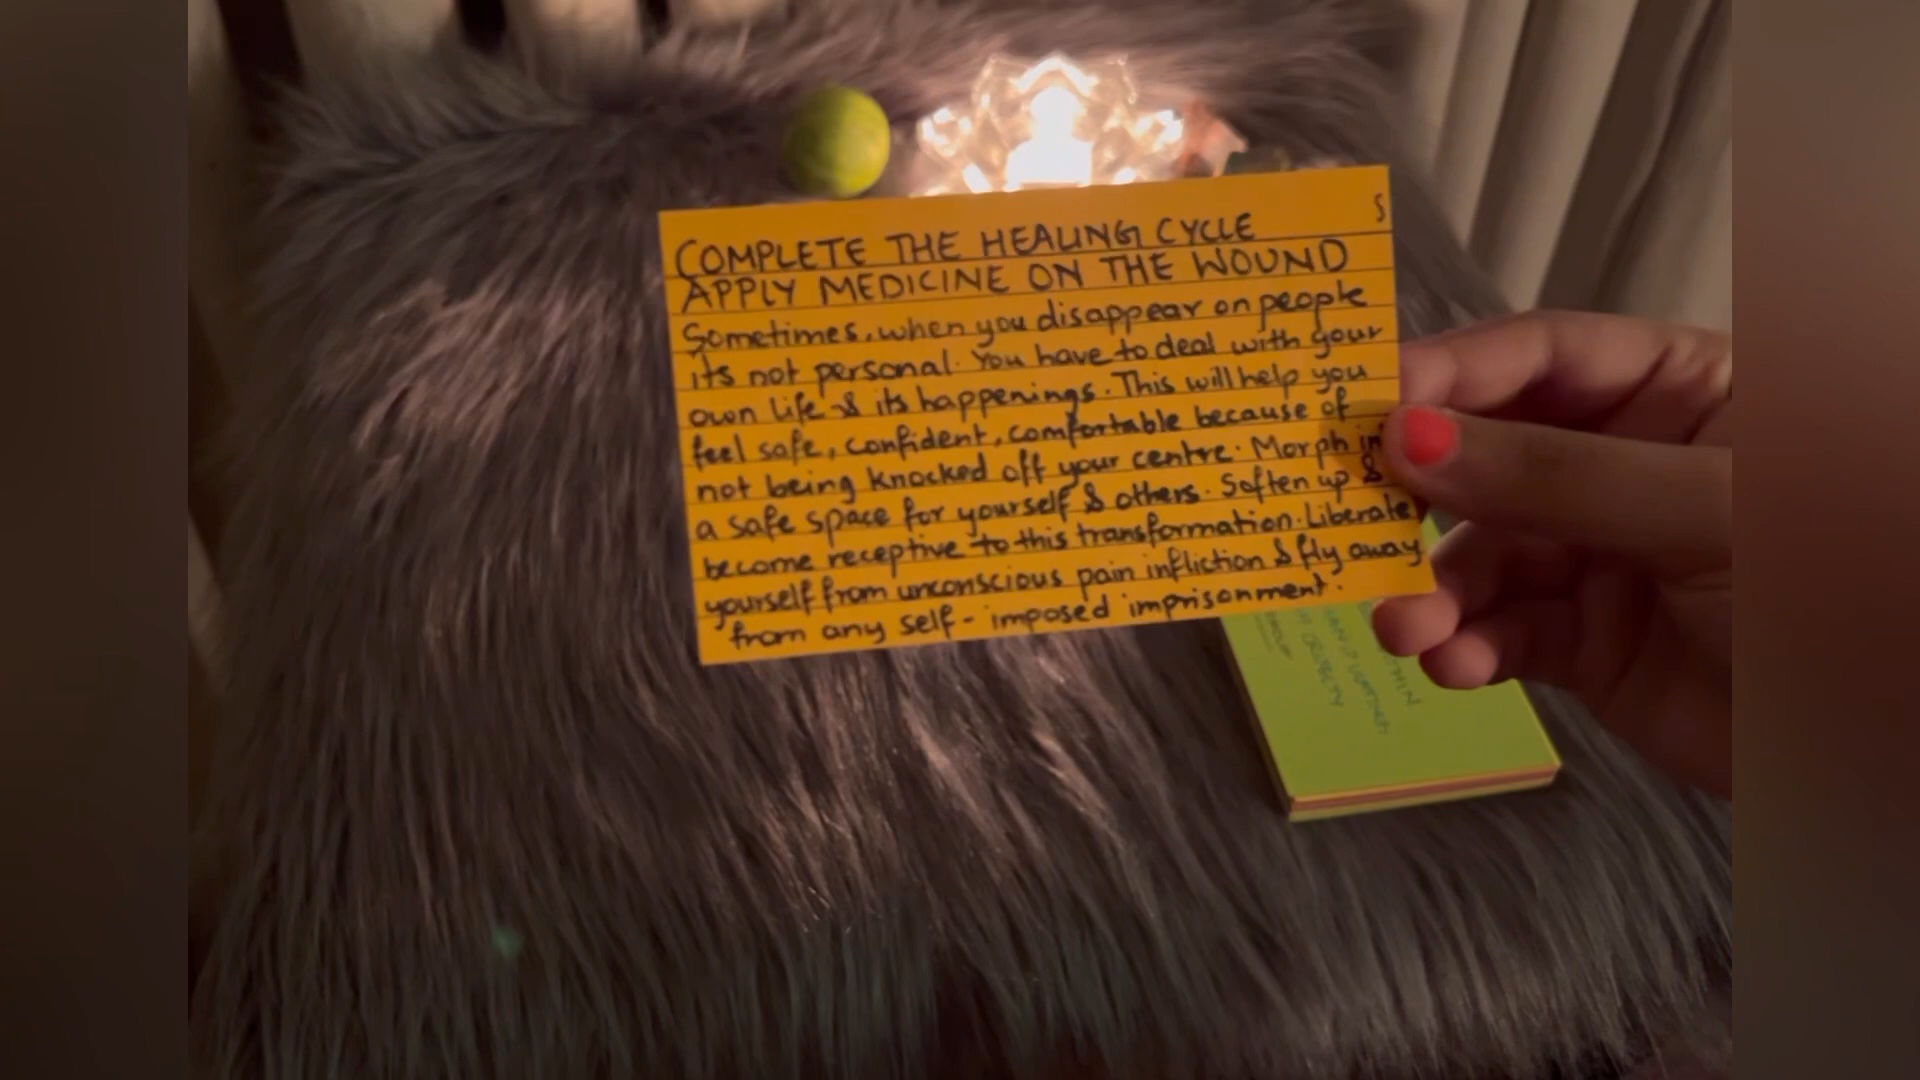 S
COMPLETE THE HEALING CYCLE
APPLY MEDICINE ON THE WOUND
Sometimes, when you disappear on people
its not personal. You have to deal with your
own life & its happenings. This will help you
feel safe, confident, comfortable because of
not being knocked off your centre. Morph in
a safe space for yourself & others. Soften up &
become receptive to this transformation. Liberate
yourself from unconscious pain infliction & fly away
from any self-imposed imprisonment.